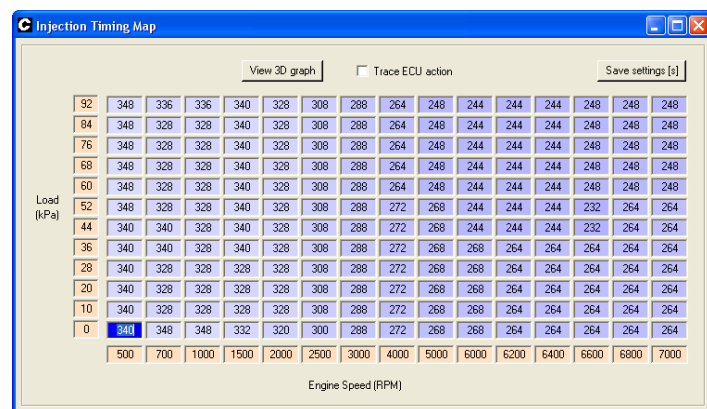 C Injection Timing Map
View 3D graph Trace ECU action Save settings [s]
92 348 336 336 340 328 308 288 264 248 244 244 244 248 248 248
84 348 328 328 340 328 308 288 264 248 244 244 244 248 248 248
76 348 328 328 340 328 308 288 264 248 244 244 244 248 248 248
68 348 328 328 340 328 308 288 264 248 244 244 244 248 248 248
60 348 328 328 340 328 308 288 264 248 244 244 244 248 248 248
Load
(kPa)
52 348 328 328 340 328 308 288 272 268 244 244 244 232 264 264
44 340 340 328 340 328 308 288 272 268 244 244 244 232 264 264
36 340 340 328 328 328 308 288 272 268 268 264 264 264 264 264
28 340 328 328 328 328 308 288 272 268 268 264 264 264 264 264
20 340 328 328 328 328 308 288 272 268 268 264 264 264 264 264
10 340 328 328 328 328 308 288 272 268 268 264 264 264 264 264
0 340 348 348 332 320 300 288 272 268 268 264 264 264 264 264
500 700 1000 1500 2000 2500 3000 4000 5000 6000 6200 6400 6600 6800 7000
Engine Speed (RPM)